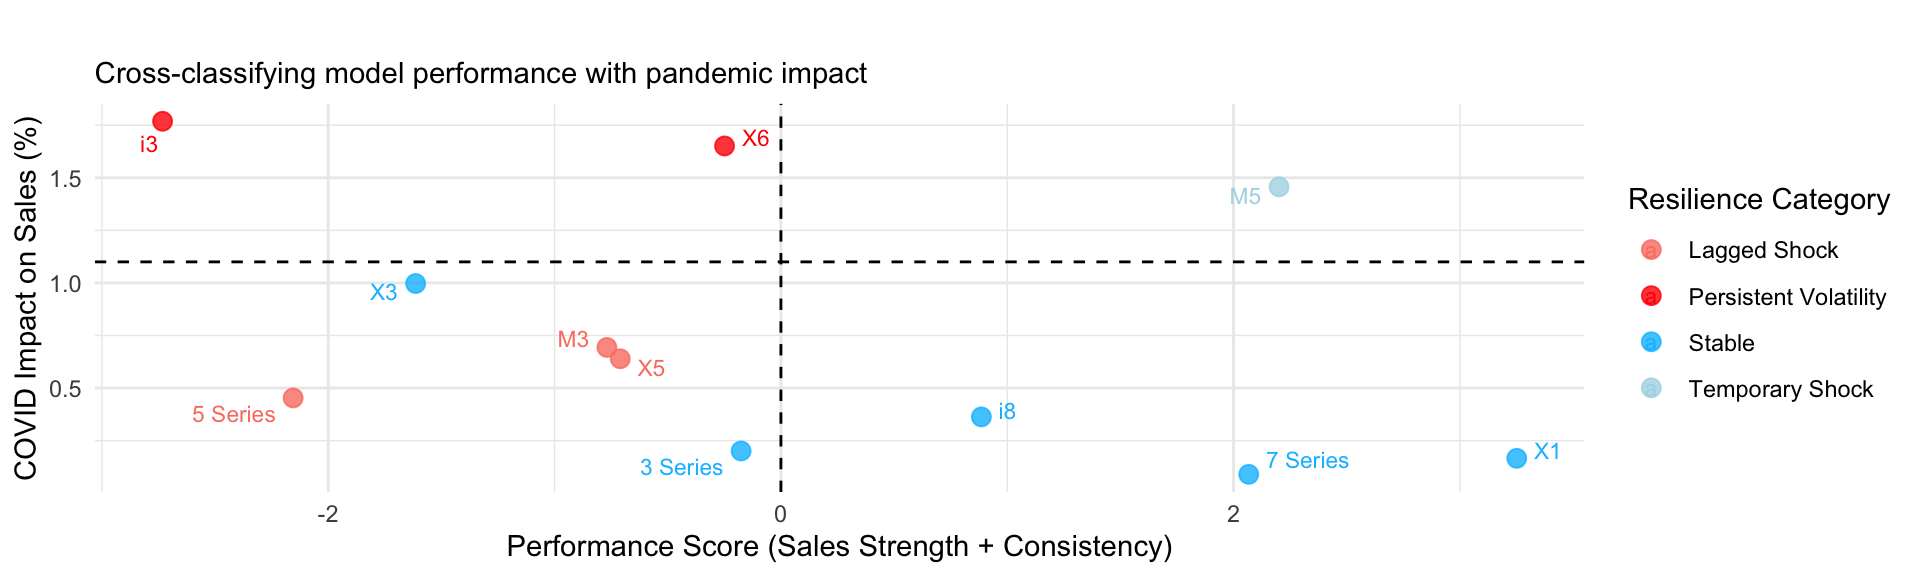 Cross-classifying model performance with pandemic impact
COVID Impact on Sales (%)
1.5
1.0
0.5
i3
X6
M5
X3
M3
X5
5 Series
i8
3 Series
7 Series
X1
-2
0
2
Performance Score (Sales Strength + Consistency)
Resilience Category
a Lagged Shock
a Persistent Volatility
a Stable
a Temporary Shock